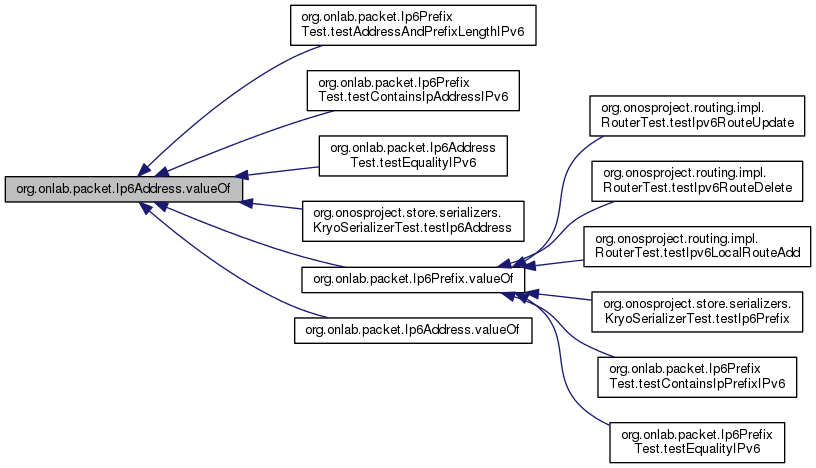 org.onlab.packet.Ip6Prefix
Test.testAddressAndPrefixLengthIPv6
org.onlab.packet.Ip6Prefix
Test.testContainsIpAddressIPv6
org.onlab.packet.Ip6Address
Test.testEqualityIPv6
org.onlab.packet.Ip6Address.valueOf
org.onosproject.store.serializers.
KryoSerializerTest.testIp6Address
org.onlab.packet.Ip6Prefix.valueOf
org.onlab.packet.Ip6Address.valueOf
org.onosproject.routing.impl.
RouterTest.testIpv6RouteUpdate
org.onosproject.routing.impl.
RouterTest.testIpv6RouteDelete
org.onosproject.routing.impl.
RouterTest.testIpv6LocalRouteAdd
org.onosproject.store.serializers.
KryoSerializerTest.testIp6Prefix
org.onlab.packet.Ip6Prefix
Test.testContainsIpPrefixIPv6
org.onlab.packet.Ip6Prefix
Test.testEqualityIPv6